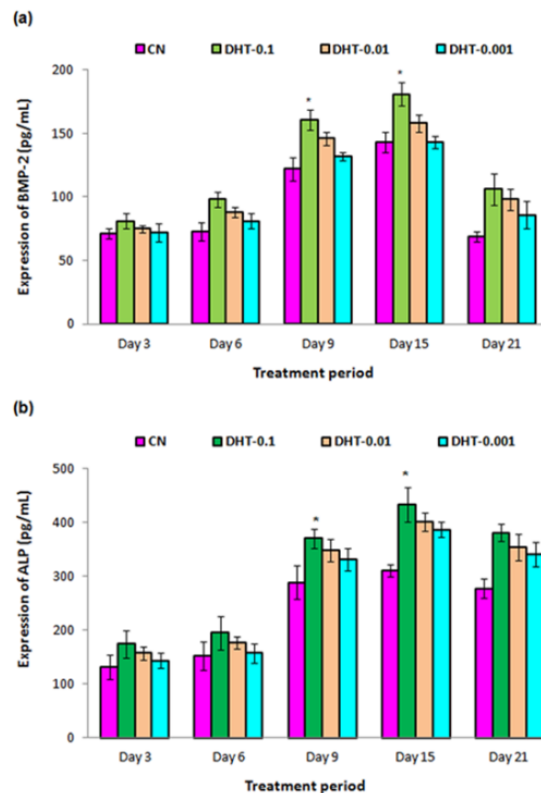 (a)
CN DHT-0.1 DHT-0.01 DHT-0.001
Expression of BMP-2 (pg/mL)
200
150
100
50
0
*
*
Day 3 Day 6 Day 9 Day 15 Day 21
Treatment period
(b)
CN DHT-0.1 DHT-0.01 DHT-0.001
Expression of ALP (pg/mL)
500
400
300
200
100
0
*
*
Day 3 Day 6 Day 9 Day 15 Day 21
Treatment period